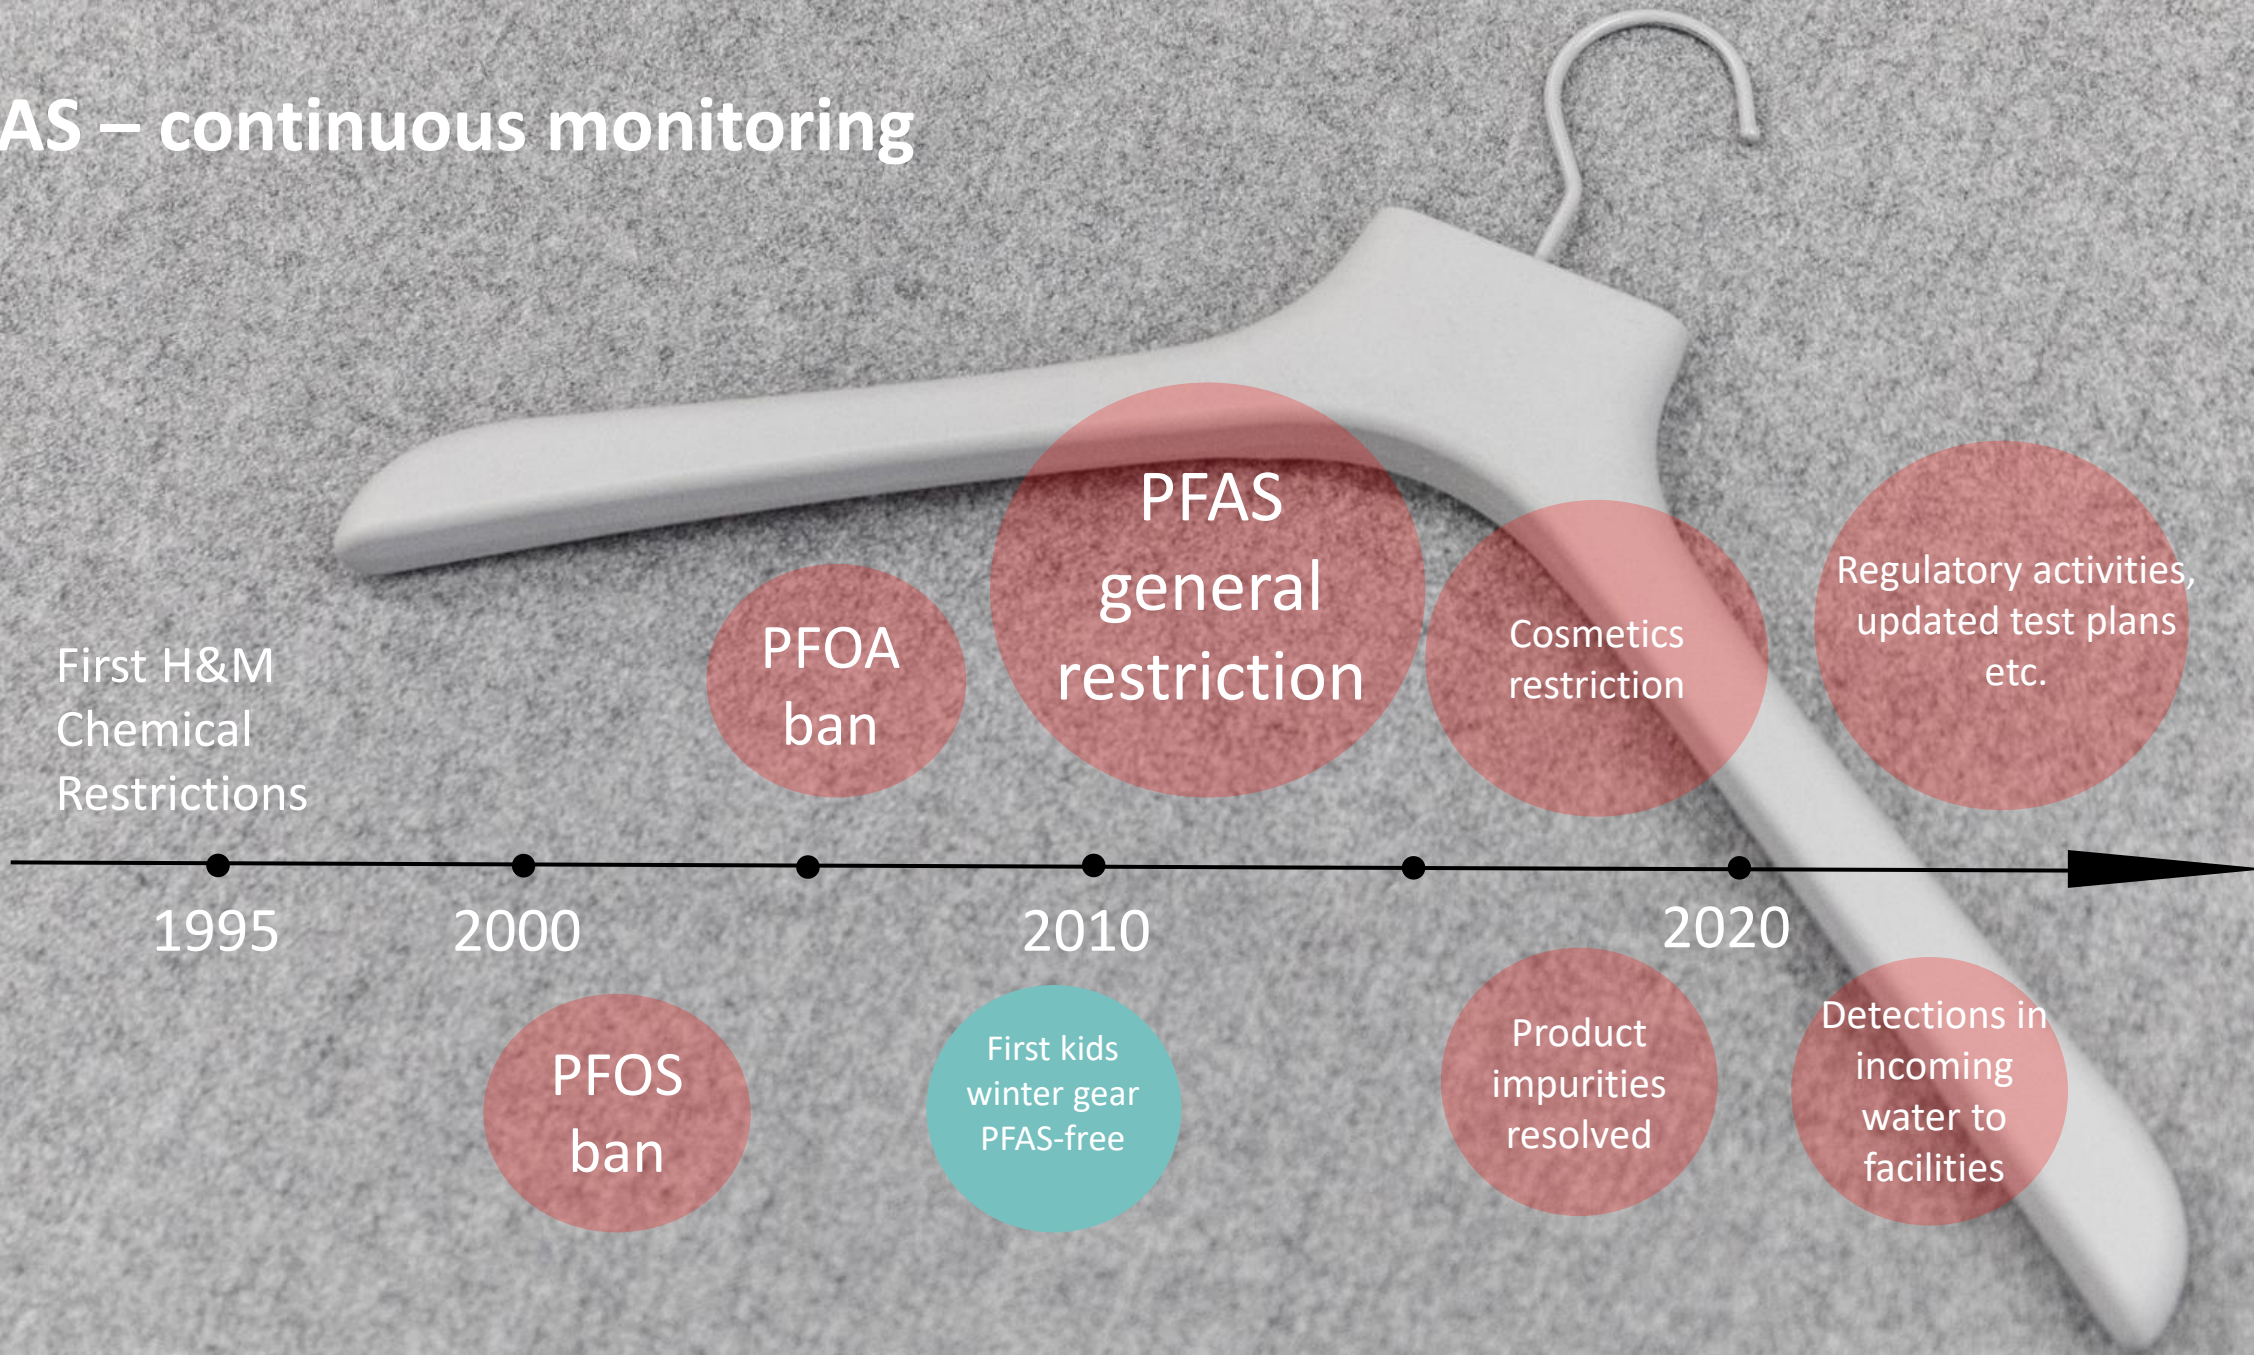 AS – continuous monitoring
PFAS
general
restriction
Regulatory activities,
updated test plans
etc.
Cosmetics
restriction
PFOA
ban
First H&M
Chemical
Restrictions
1995
2000
2010
2020
PFOS
ban
First kids
winter gear
PFAS-free
Product
impurities
resolved
Detections in
incoming
water to
facilities